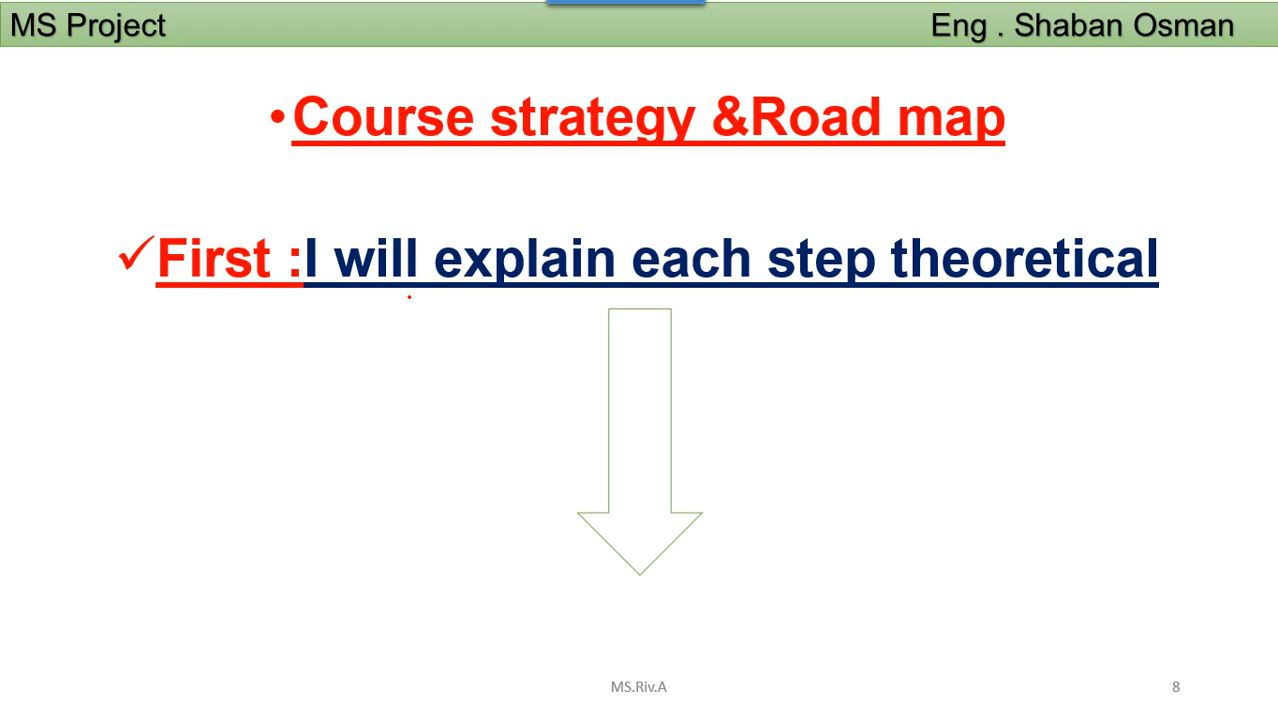 MS Project
Eng . Shaban Osman
•Course strategy &Road map
✓First :I will explain each step theoretical
MS.Riv.A
8